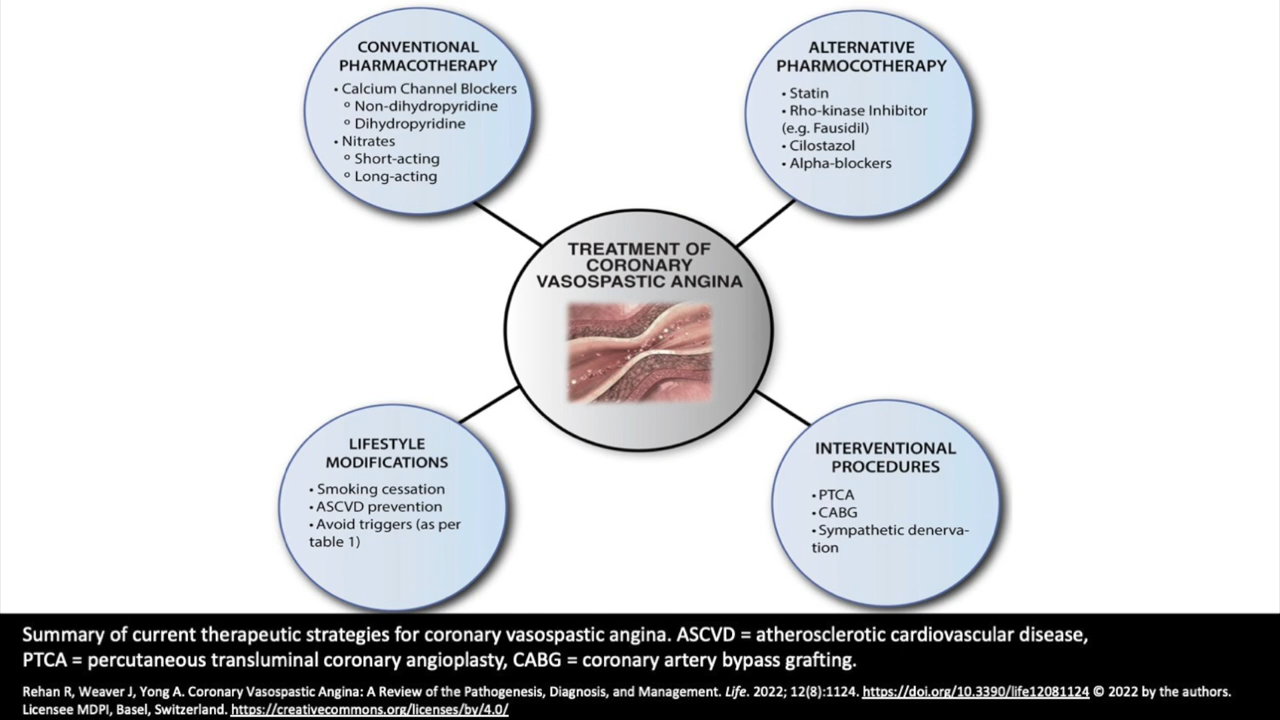 CONVENTIONAL
PHARMACOTHERAPY
• Calcium Channel Blockers
o Non-dihydropyridine
o Dihydropyridine
• Nitrates
o Short-acting
o Long-acting
ALTERNATIVE
PHARMOCOTHERAPY
• Statin
• Rho-kinase Inhibitor
(e.g. Fausidil)
• Cilostazol
• Alpha-blockers
TREATMENT OF
CORONARY
VASOSPASTIC ANGINA
LIFESTYLE
MODIFICATIONS
• Smoking cessation
• ASCVD prevention
• Avoid triggers (as per
table 1)
INTERVENTIONAL
PROCEDURES
• PTCA
• CABG
• Sympathetic denerva-
tion
Summary of current therapeutic strategies for coronary vasospastic angina. ASCVD = atherosclerotic cardiovascular disease,
PTCA = percutaneous transluminal coronary angioplasty, CABG = coronary artery bypass grafting.
Rehan R, Weaver J, Yong A. Coronary Vasospastic Angina: A Review of the Pathogenesis, Diagnosis, and Management. Life. 2022; 12(8):1124. https://doi.org/10.3390/life12081124 © 2022 by the authors.
Licensee MDPI, Basel, Switzerland. https://creativecommons.org/licenses/by/4.0/